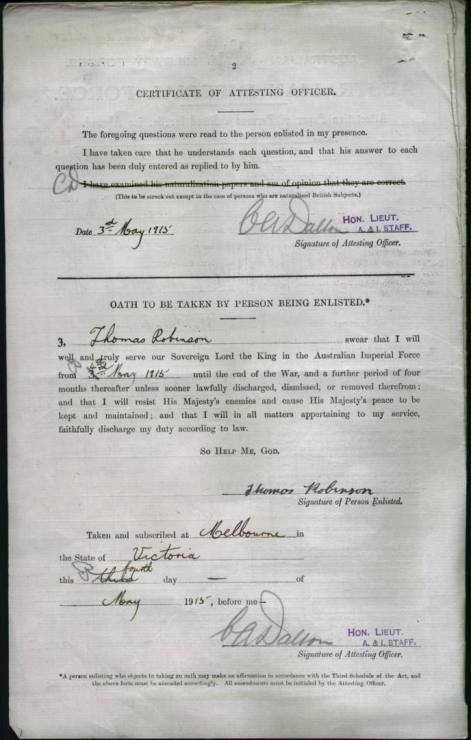 2
CERTIFICATE OF ATTESTING OFFICER.
The foregoing questions were read to the person enlisted in my presence.
I have taken care that he understands each question, and that his answer to each
question has been duly entered as replied to by him.
I have examined his naturalization papers and am of opinion that they are correct.
(This to be struck out except in the case of persons who are naturalised British Subjects.)
Date 3rd May 1915
C A Dalton HON. LIEUT.
A. & I. STAFF.
Signature of Attesting Officer.
OATH TO BE TAKEN BY PERSON BEING ENLISTED.*
3, Thomas Robinson swear that I will
well and truly serve our Sovereign Lord the King in the Australian Imperial Force
from May 1915 until the end of the War, and a further period of four
months thereafter unless sooner lawfully discharged, dismissed, or removed therefrom;
and that I will resist His Majesty's enemies and cause His Majesty's peace to be
kept and maintained; and that I will in all matters appertaining to my service,
faithfully discharge my duty according to law.
SO HELP ME, GOD.
Thomas Robinson
Signature of Person Enlisted.
Taken and subscribed at Melbourne in
the State of Victoria
fourth
this third day — of
May 1915, before me—
C A Dalton HON. LIEUT.
A. & I. STAFF.
Signature of Attesting Officer.
*A person enlisting who objects to taking an oath may make an affirmation in accordance with the Third Schedule of the Act, and
the above form must be amended accordingly. All amendments must be initialed by the Attesting Officer.